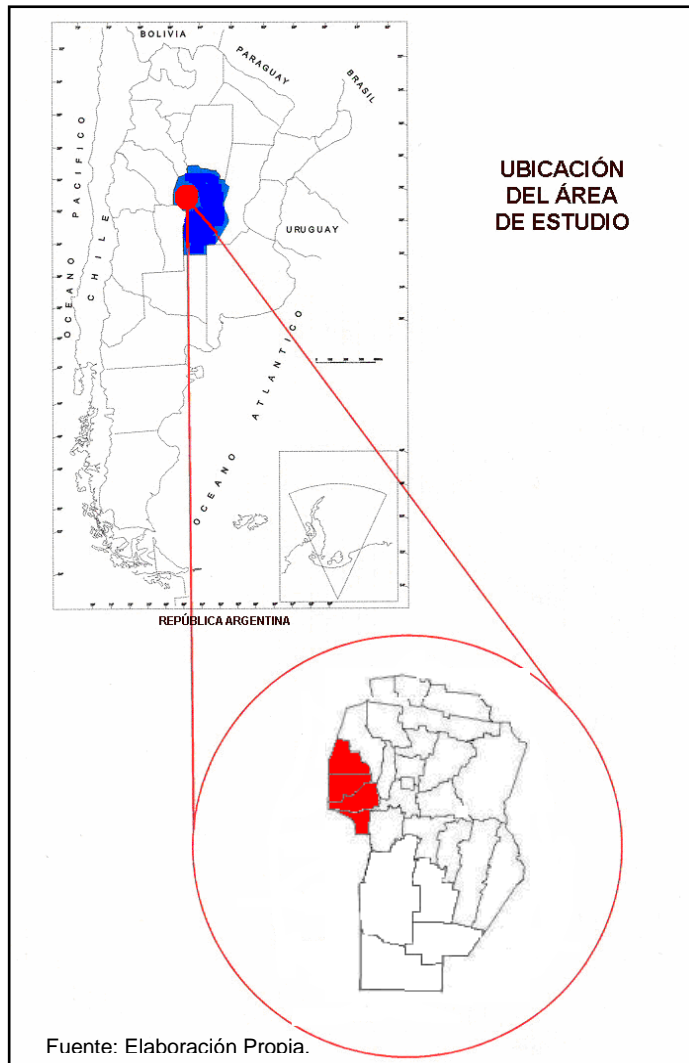 BOLIVIA
PARAGUAY
BRASIL
OCEANO PACIFICO
CHILE
UBICACIÓN
DEL ÁREA
DE ESTUDIO
URUGUAY
OCEANO ATLANTICO
REPÚBLICA ARGENTINA
Fuente: Elaboración Propia.